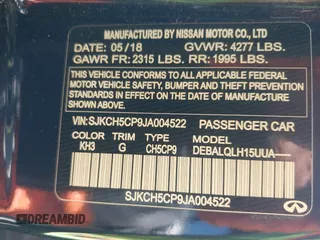 MANUFACTURED BY NISSAN MOTOR CO., LTD
DATE: 05 / 18 GVWR: 4277 LBS.
GAWR FR: 2315 LBS. RR: 1995 LBS.
THIS VEHICLE CONFORMS TO ALL APPLICABLE FEDERAL
MOTOR VEHICLE SAFETY, BUMPER, AND THEFT
PREVENTION STANDARDS IN EFFECT ON THE DATE OF
MANUFACTURE SHOWN ABOVE.
VIN: SJKCH5CP9JA004522 PASSENGER CAR
COLOR TRIM TYPE MODEL
KH3 G CH5CP9 DEBALQLH15UUA
SJKCH5CP9JA004522
DREAMBID
INFINITI